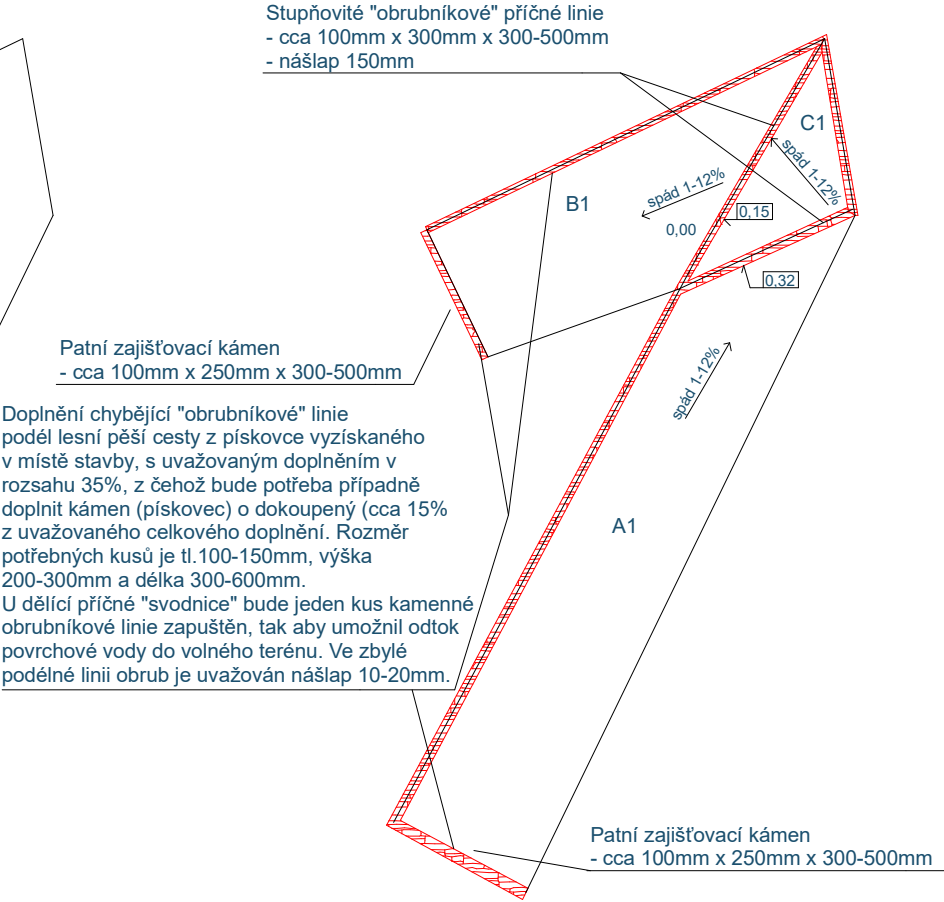 Stupňovité "obrubníkové" příčné linie
- cca 100mm x 300mm x 300-500mm
- nášlap 150mm
C1
spád 1-12%
B1
spád 1-12%
0,15
0,00
0,32
Patní zajišťovací kámen
- cca 100mm x 250mm x 300-500mm
spád 1-12%
Doplnění chybějící "obrubníkové" linie
podél lesní pěší cesty z pískovce vyzískaného
v místě stavby, s uvažovaným doplněním v
rozsahu 35%, z čehož bude potřeba případně
doplnit kámen (pískovec) o dokoupený (cca 15%
z uvažovaného celkového doplnění. Rozměr
potřebných kusů je tl.100-150mm, výška
200-300mm a délka 300-600mm.
U dělící příčné "svodnice" bude jeden kus kamenné
obrubníkové linie zapuštěn, tak aby umožnil odtok
povrchové vody do volného terénu. Ve zbylé
podélné linii obrub je uvažován nášlap 10-20mm.
A1
Patní zajišťovací kámen
- cca 100mm x 250mm x 300-500mm